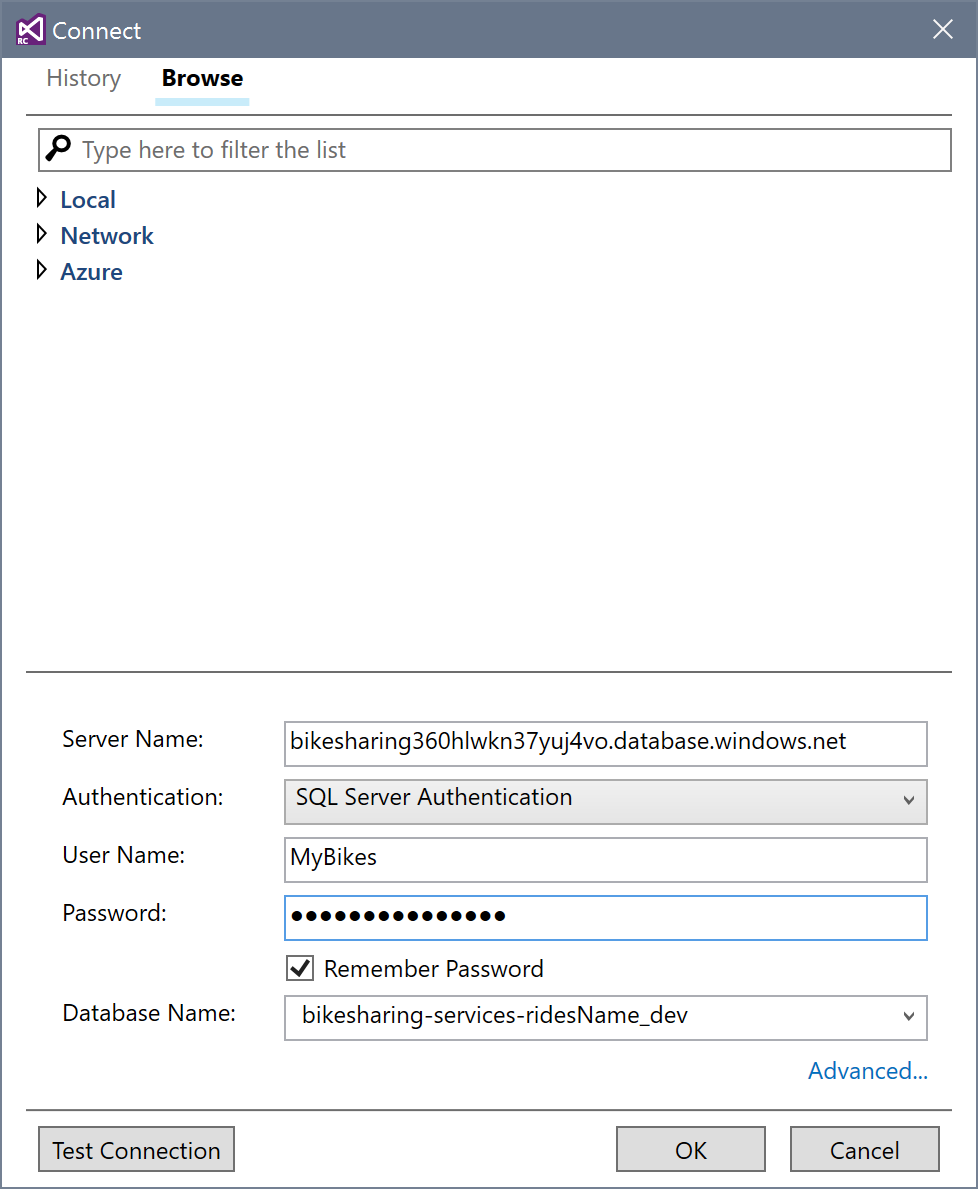 RC Connect
History Browse
Type here to filter the list
Local
Network
Azure
Server Name: bikesharing360hlwkn37yuj4vo.database.windows.net
Authentication: SQL Server Authentication
User Name: MyBikes
Password: ●●●●●●●●●●●●●●●
Remember Password
Database Name: bikesharing-services-ridesName_dev
Advanced...
Test Connection OK Cancel